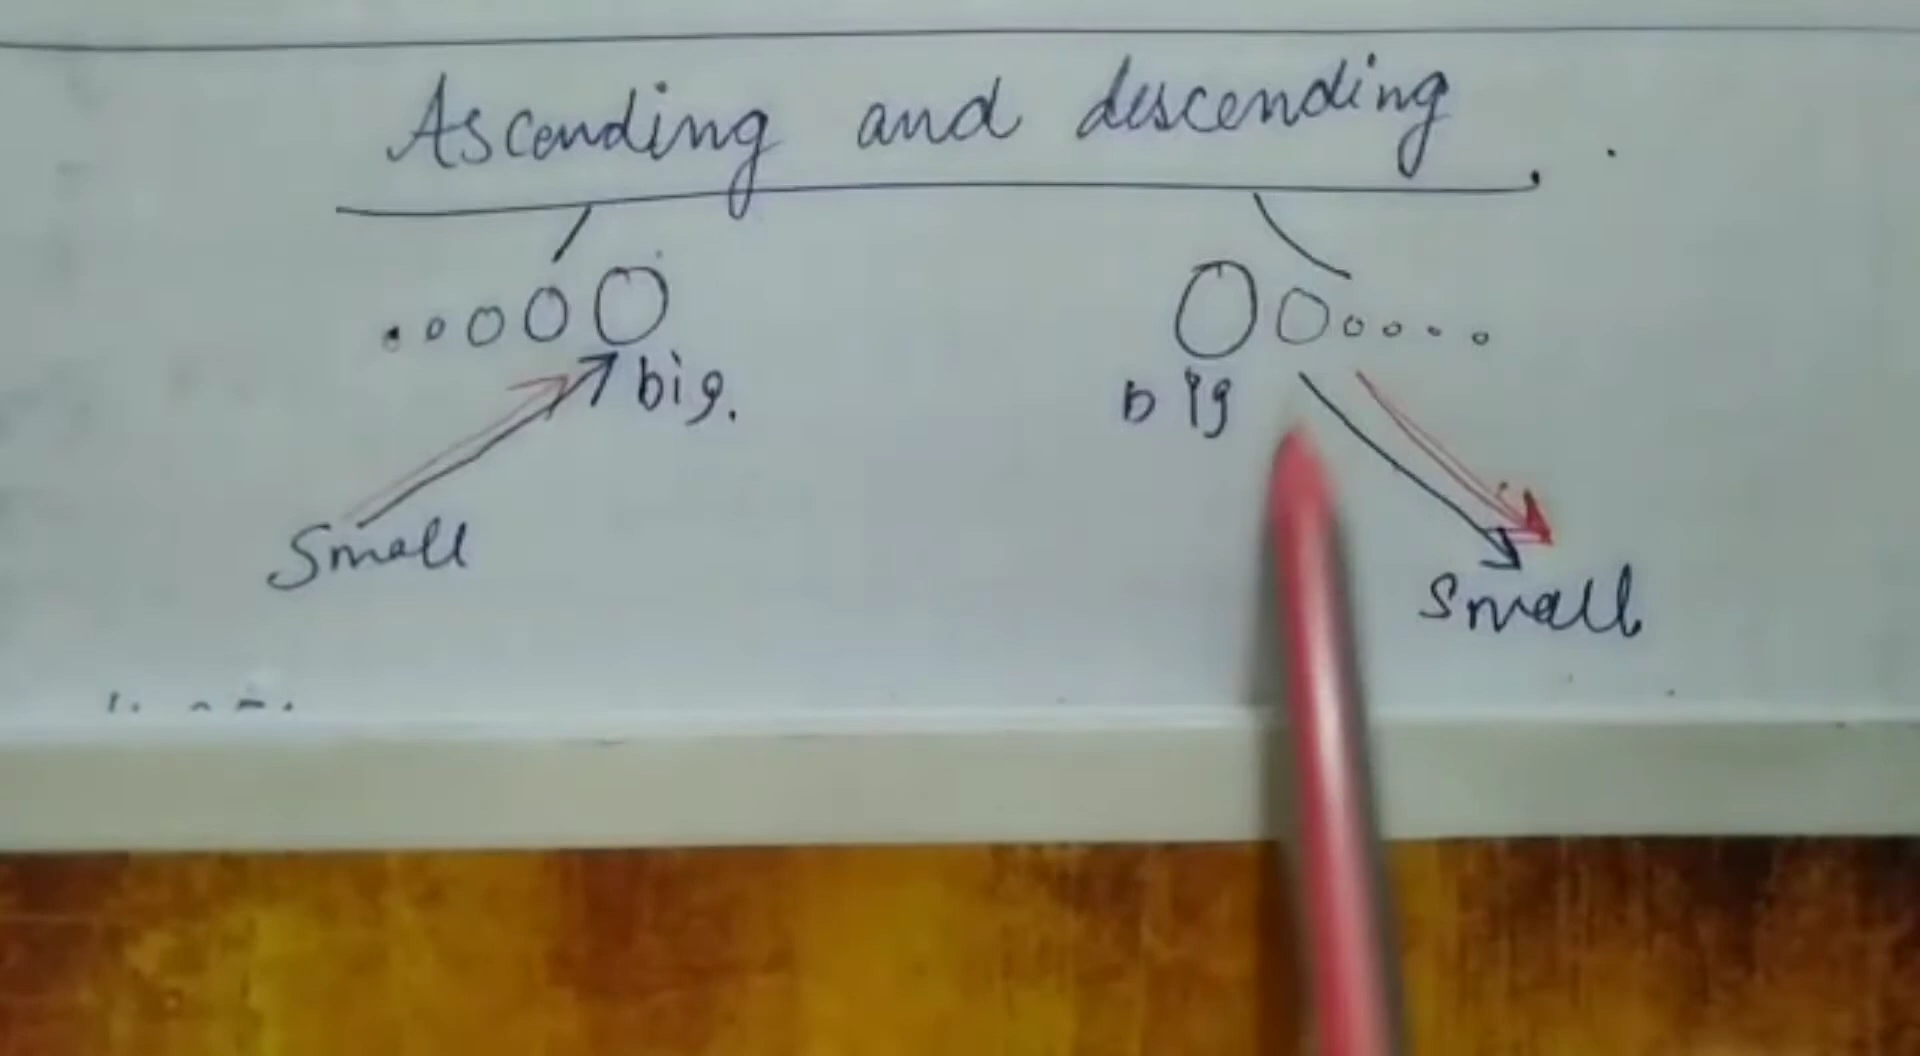 Ascending and descending.
big.
big
Small
Small